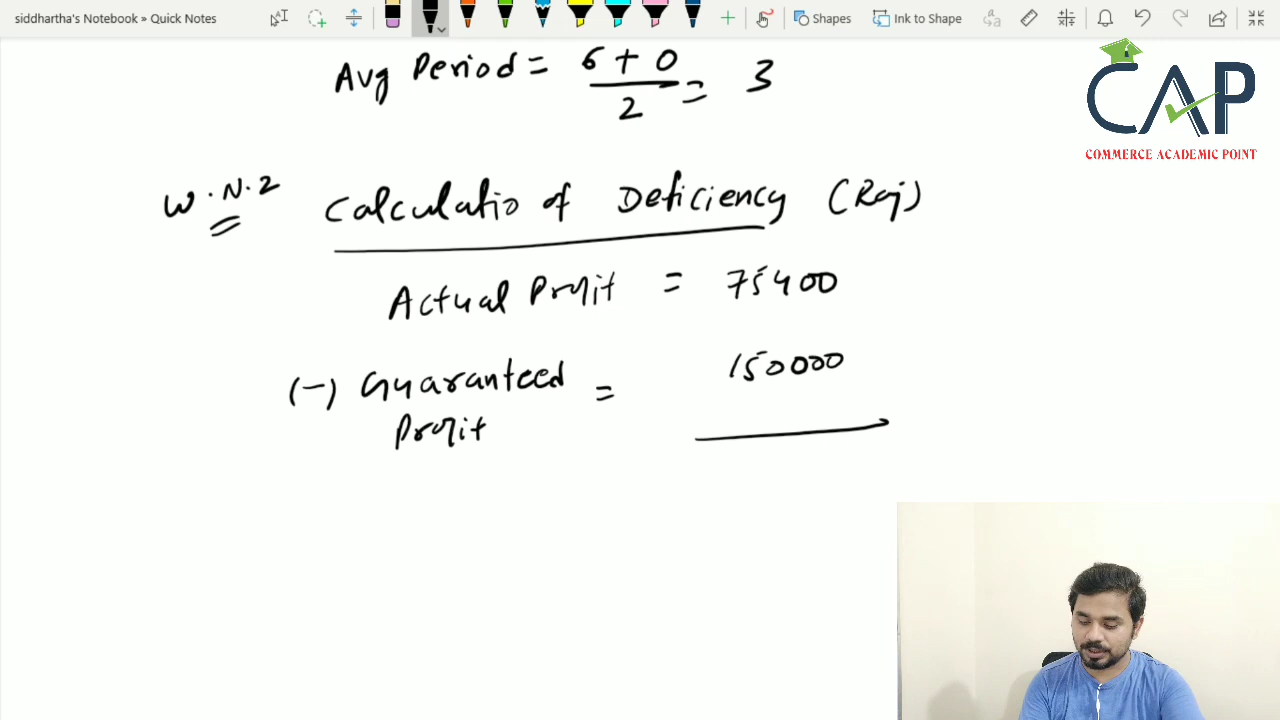 siddhartha's Notebook » Quick Notes
Shapes
Ink to Shape
Avg Period = 6 + 0 / 2 = 3
CAP
COMMERCE ACADEMIC POINT
W.N.2 Calculatio of Deficiency (Raj)
Actual Profit = 75400
(-) Guaranteed = 150000
Profit